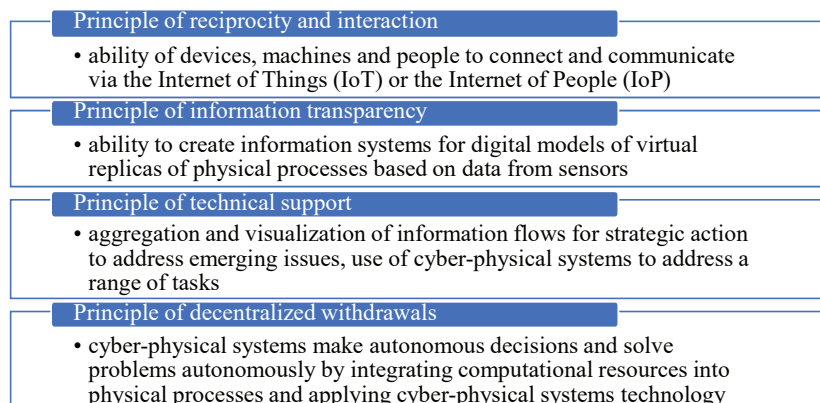 Principle of reciprocity and interaction
• ability of devices, machines and people to connect and communicate
via the Internet of Things (IoT) or the Internet of People (IoP)
Principle of information transparency
• ability to create information systems for digital models of virtual
replicas of physical processes based on data from sensors
Principle of technical support
• aggregation and visualization of information flows for strategic action
to address emerging issues, use of cyber-physical systems to address a
range of tasks
Principle of decentralized withdrawals
• cyber-physical systems make autonomous decisions and solve
problems autonomously by integrating computational resources into
physical processes and applying cyber-physical systems technology